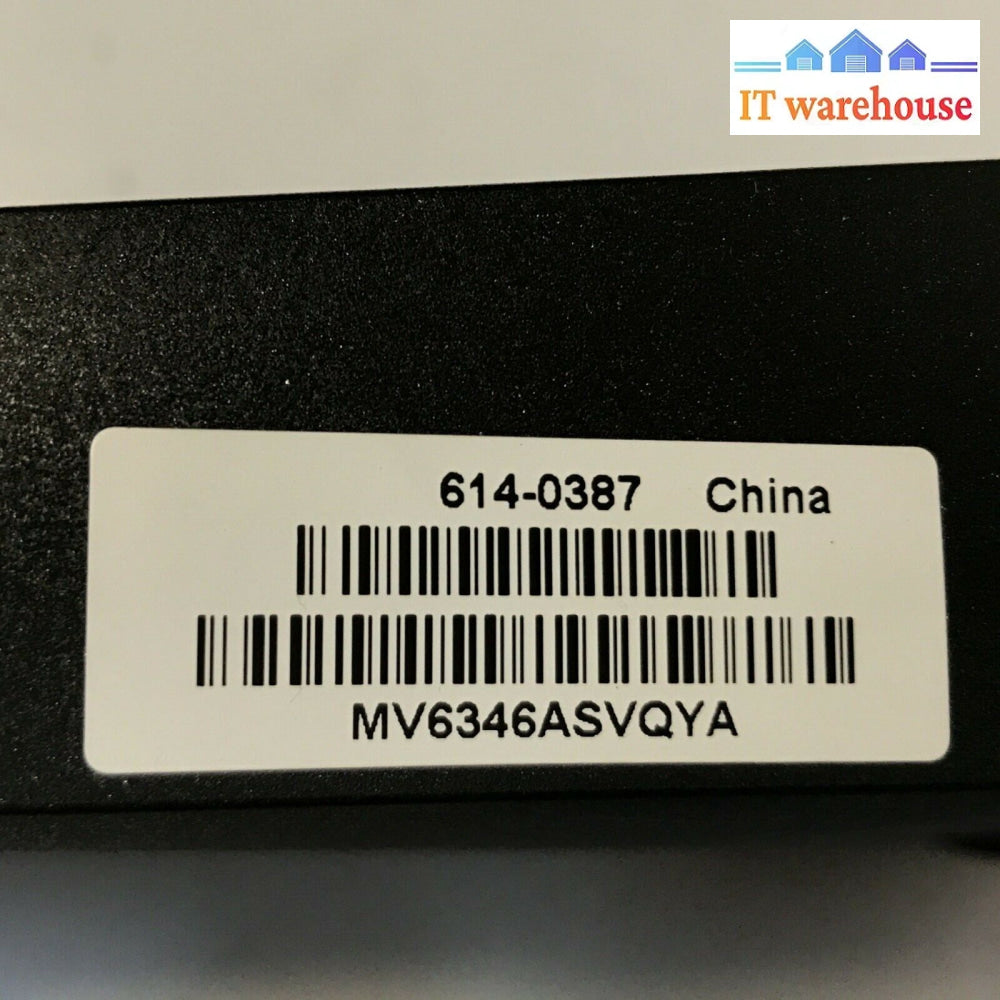 IT warehouse
614-0387 China
MV6346ASVQYA